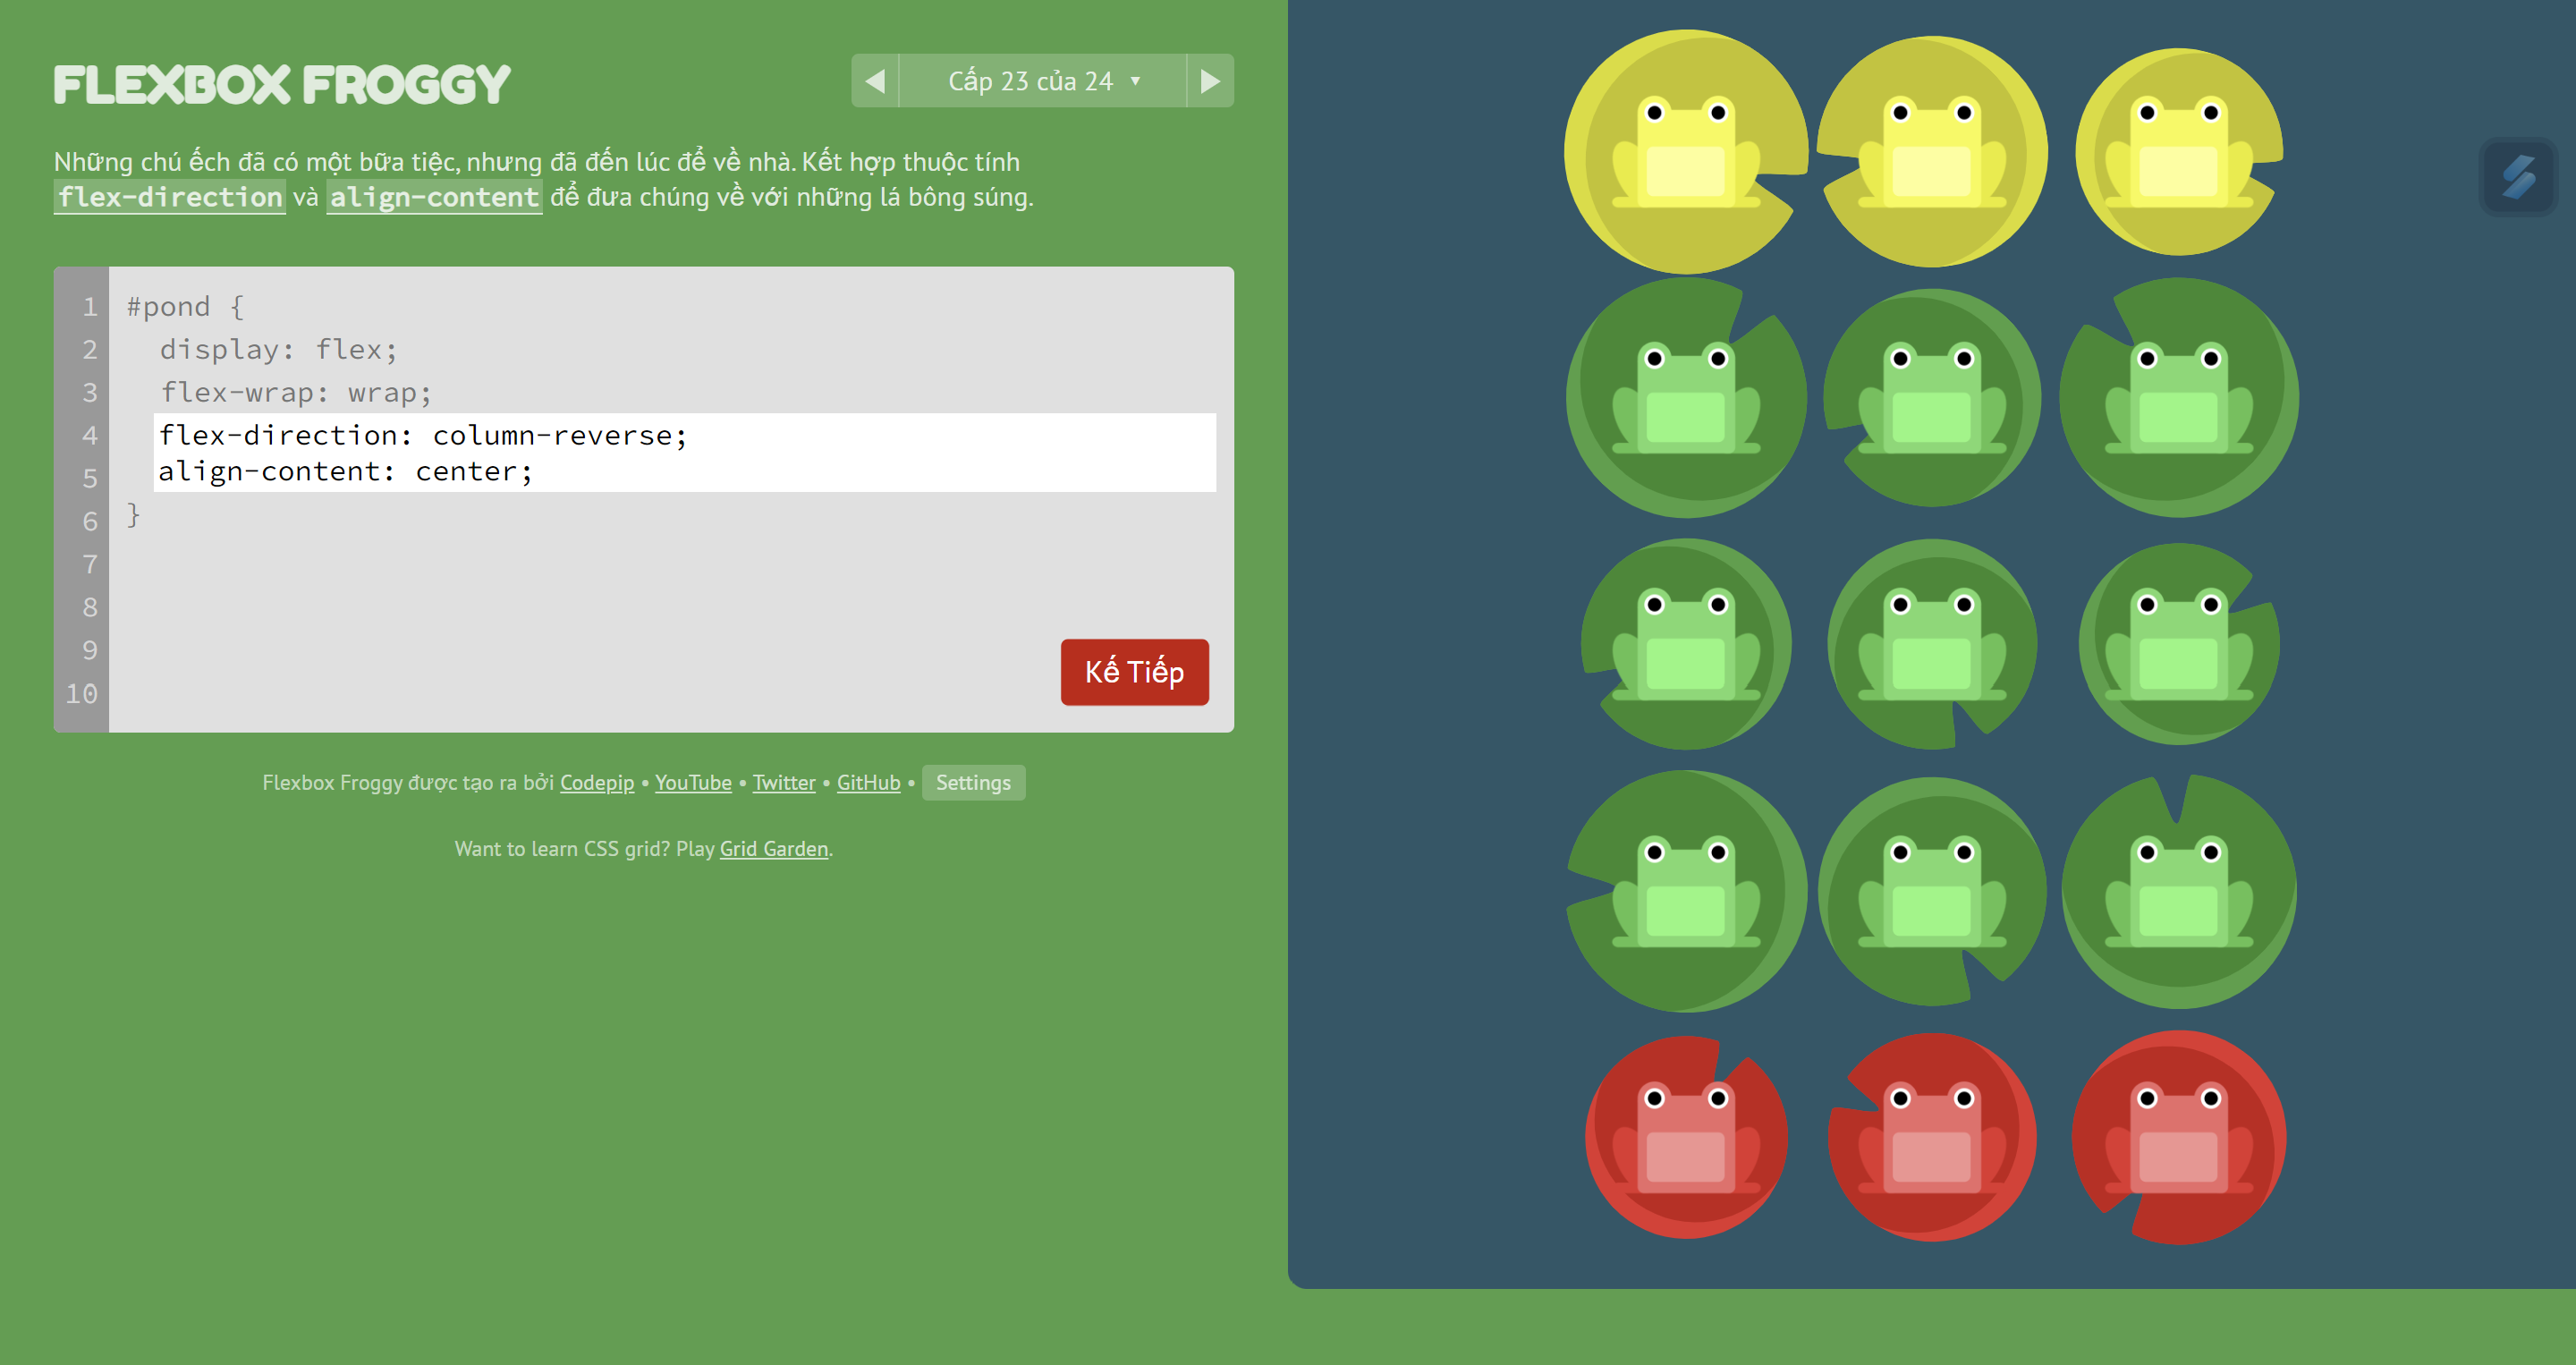 FLEXBOX FROGGY
Cấp 23 của 24 ▼
Những chú ếch đã có một bữa tiệc, nhưng đã đến lúc để về nhà. Kết hợp thuộc tính
flex-direction và align-content để đưa chúng về với những lá bông súng.
1 #pond {
2 display: flex;
3 flex-wrap: wrap;
4 flex-direction: column-reverse;
5 align-content: center;
6 }
7
8
9
10
Kế Tiếp
Flexbox Froggy được tạo ra bởi Codepip • YouTube • Twitter • GitHub • Settings
Want to learn CSS grid? Play Grid Garden.